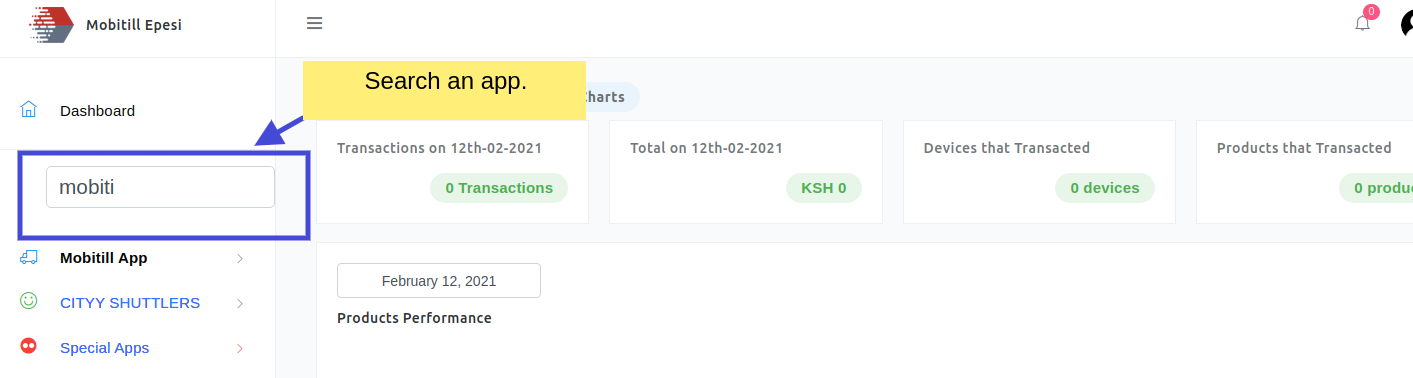 Mobitill Epesi
0
Search an app.
Charts
Dashboard
mobiti
Mobitill App
CITYY SHUTTLERS
Special Apps
Transactions on 12th-02-2021
0 Transactions
Total on 12th-02-2021
KSH 0
Devices that Transacted
0 devices
Products that Transacted
0 produc
February 12, 2021
Products Performance